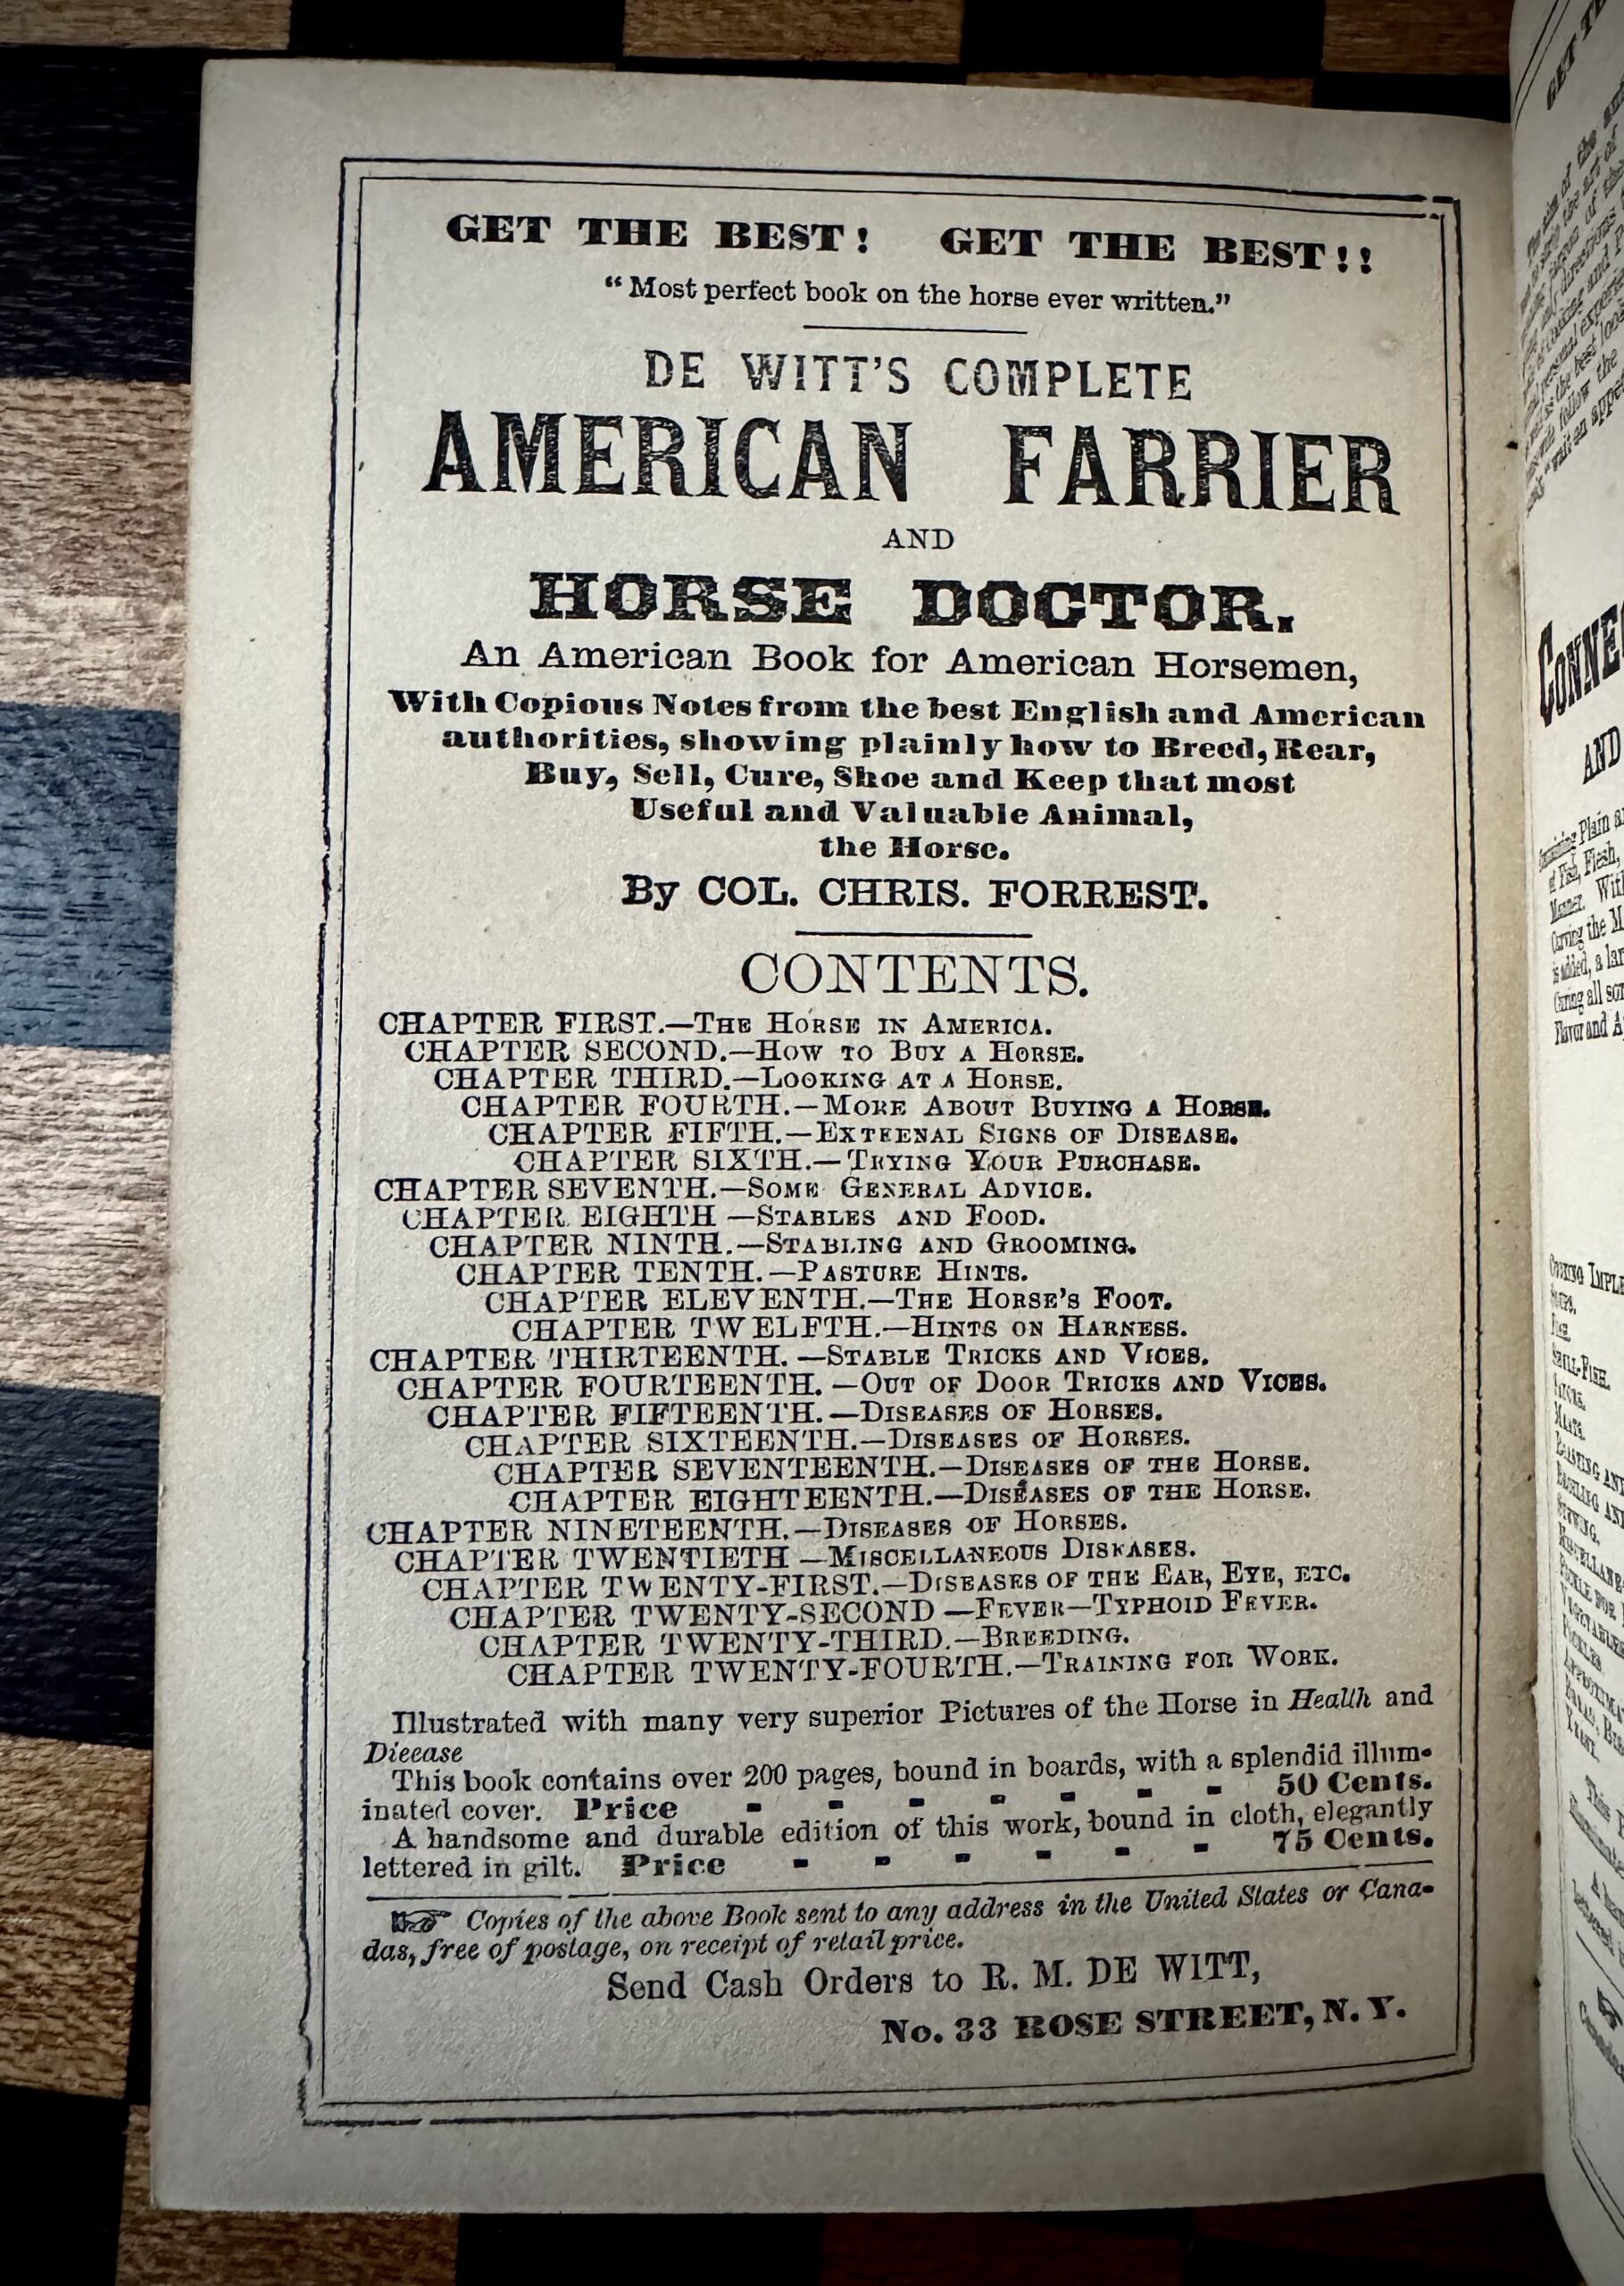 GET THE BEST! GET THE BEST!!
“Most perfect book on the horse ever written.”
DE WITT'S COMPLETE
AMERICAN FARRIER
AND
HORSE DOCTOR.
An American Book for American Horsemen,
With Copious Notes from the best English and American
authorities, showing plainly how to Breed, Rear,
Buy, Sell, Cure, Shoe and Keep that most
Useful and Valuable Animal,
the Horse.
By COL. CHRIS. FORREST.
CONTENTS.
CHAPTER FIRST.—THE HORSE IN AMERICA.
CHAPTER SECOND.—HOW TO BUY A HORSE.
CHAPTER THIRD.—LOOKING AT A HORSE.
CHAPTER FOURTH.—MORE ABOUT BUYING A HORSE.
CHAPTER FIFTH.—EXTEENAL SIGNS OF DISEASE.
CHAPTER SIXTH.—TRYING YOUR PURCHASE.
CHAPTER SEVENTH.—SOME GENERAL ADVICE.
CHAPTER EIGHTH —STABLES AND FOOD.
CHAPTER NINTH.—STABLING AND GROOMING.
CHAPTER TENTH.—PASTURE HINTS.
CHAPTER ELEVENTH.—THE HORSE'S FOOT.
CHAPTER TWELFTH.—HINTS ON HARNESS.
CHAPTER THIRTEENTH.—STABLE TRICKS AND VICES.
CHAPTER FOURTEENTH.—OUT OF DOOR TRICKS AND VICES.
CHAPTER FIFTEENTH.—DISEASES OF HORSES.
CHAPTER SIXTEENTH.—DISEASES OF HORSES.
CHAPTER SEVENTEENTH.—DISEASES OF THE HORSE.
CHAPTER EIGHTEENTH.—DISEASES OF THE HORSE.
CHAPTER NINETEENTH.—DISEASES OF HORSES.
CHAPTER TWENTIETH —MISCELLANEOUS DISEASES.
CHAPTER TWENTY-FIRST.—DISEASES OF THE EAR, EYE, ETC.
CHAPTER TWENTY-SECOND —FEVER—TYPHOID FEVER.
CHAPTER TWENTY-THIRD.—BREEDING.
CHAPTER TWENTY-FOURTH.—TRAINING FOR WORK.
Illustrated with many very superior Pictures of the Horse in Health and
Dieease
This book contains over 200 pages, bound in boards, with a splendid illum-
inated cover. Price - - - - - - - 50 Cents.
A handsome and durable edition of this work, bound in cloth, elegantly
lettered in gilt. Price - - - - - - 75 Cents.
☞ Copies of the above Book sent to any address in the United States or Cana-
das, free of postage, on receipt of retail price.
Send Cash Orders to R. M. DE WITT,
No. 33 ROSE STREET, N. Y.
AND